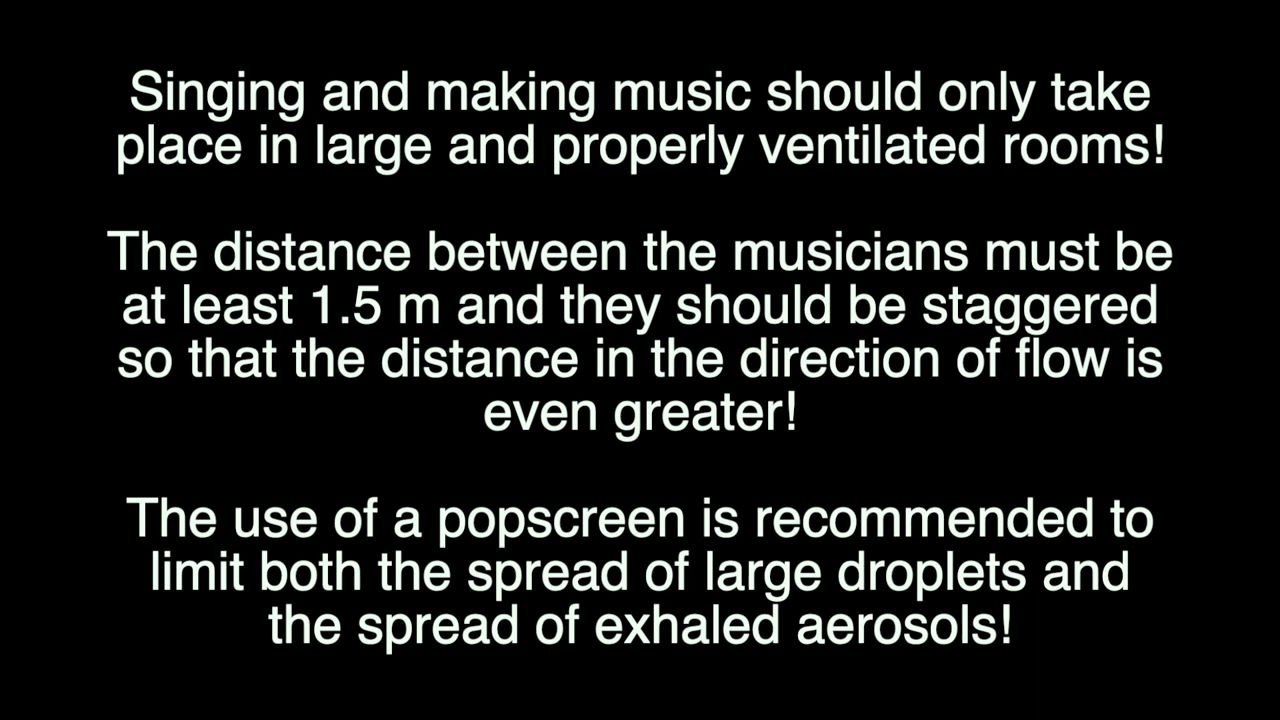 Singing and making music should only take
place in large and properly ventilated rooms!
The distance between the musicians must be
at least 1.5 m and they should be staggered
so that the distance in the direction of flow is
even greater!
The use of a popscreen is recommended to
limit both the spread of large droplets and
the spread of exhaled aerosols!